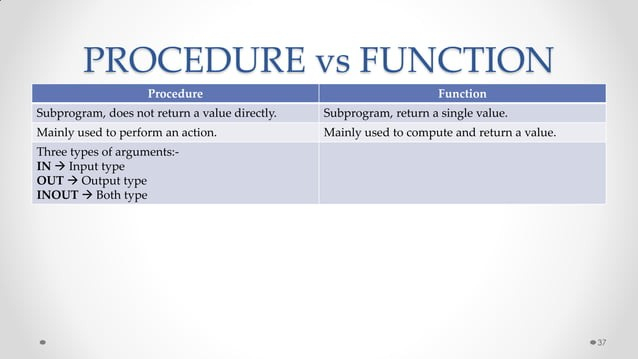 PROCEDURE vs FUNCTION
Procedure Function
Subprogram, does not return a value directly. Subprogram, return a single value.
Mainly used to perform an action. Mainly used to compute and return a value.
Three types of arguments:-
IN → Input type
OUT → Output type
INOUT → Both type
37